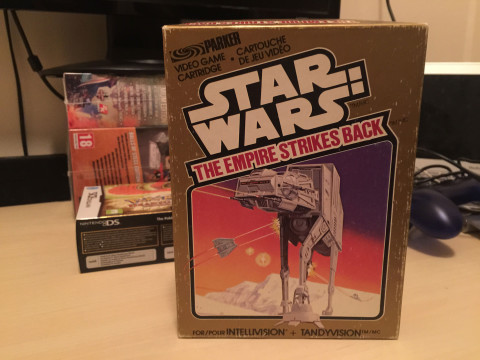 PARKER
VIDEO GAME • CARTOUCHE
CARTRIDGE • DE JEU VIDÉO
STAR
WARS:
THE EMPIRE STRIKES BACK
FOR/POUR INTELLIVISION + TANDYVISION
18
NINTENDO DS